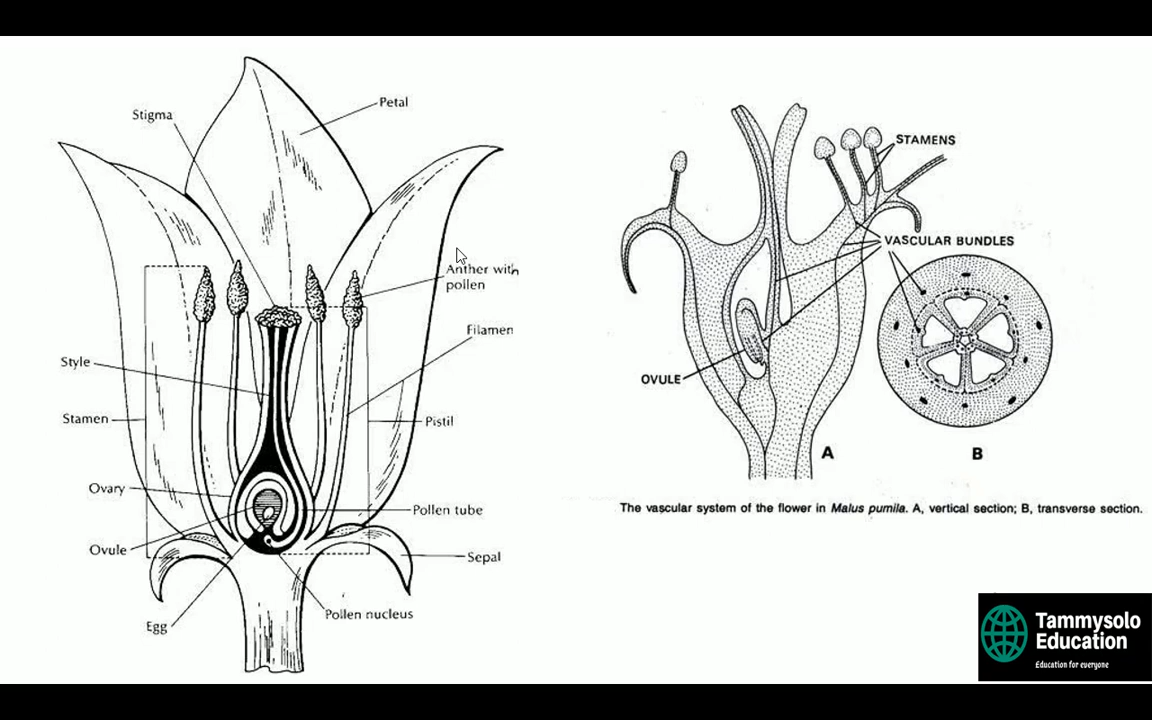 Petal
Stigma
Anther with
pollen
Filamen
Style
Stamen
Pistil
Ovary
Pollen tube
Ovule
Sepal
Pollen nucleus
Egg
STAMENS
VASCULAR BUNDLES
OVULE
A
B
The vascular system of the flower in Malus pumila. A, vertical section; B, transverse section.
Tammysolo
Education
Education for everyone